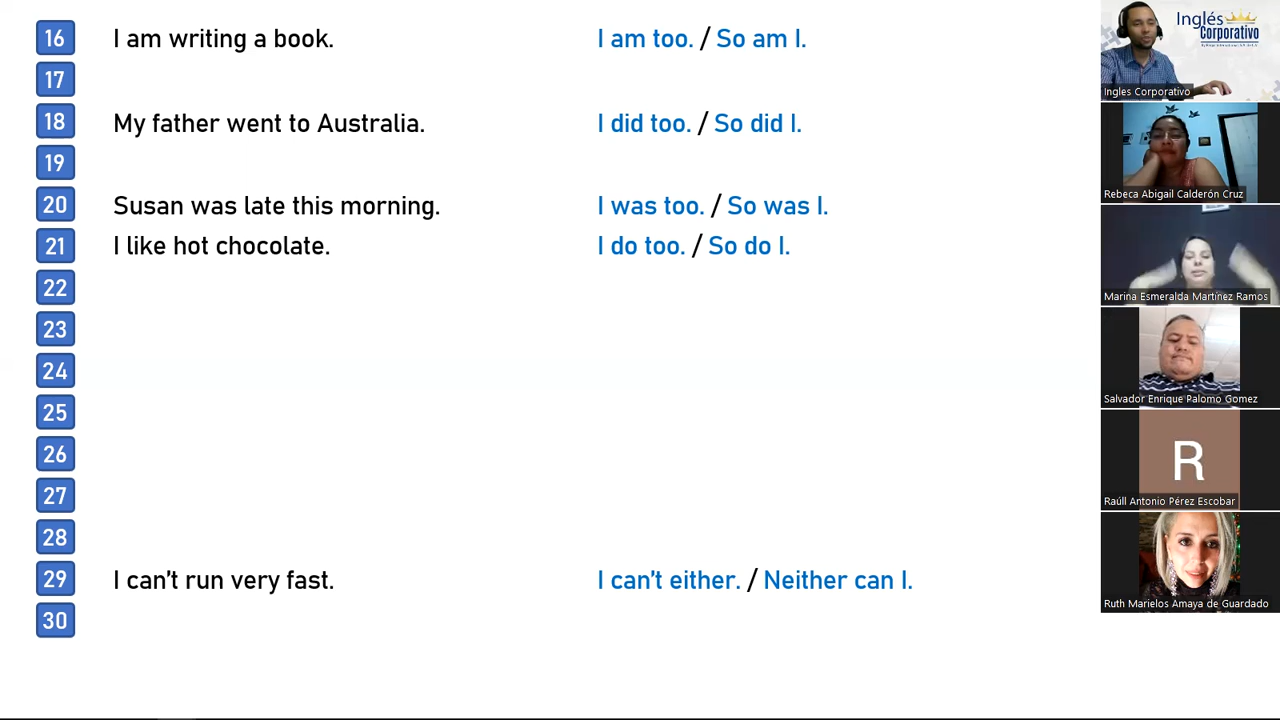 16 I am writing a book. I am too. / So am I.
17
18 My father went to Australia. I did too. / So did I.
19
20 Susan was late this morning. I was too. / So was I.
21 I like hot chocolate. I do too. / So do I.
22
23
24
25
26
27
28
29 I can't run very fast. I can't either. / Neither can I.
30
Inglés
Corporativo
Ingles Corporativo
Rebeca Abigail Calderón Cruz
Marina Esmeralda Martínez Ramos
Salvador Enrique Palomo Gomez
R
Raúll Antonio Pérez Escobar
Ruth Marielos Amaya de Guardado